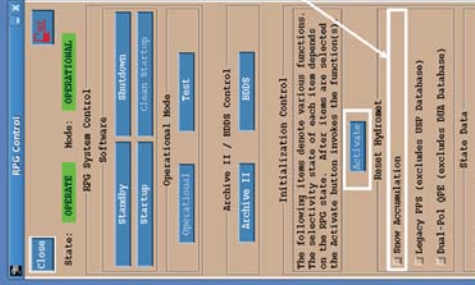 RPG Control
Close
State: OPERATE Mode: OPERATIONAL
RPG System Control
Software
Standby Shutdown
Startup Clean Startup
Operational Mode
Operational Test
Archive II / BDDS Control
Archive II BDDS
Initialization Control
The following items denote various functions.
The selectivity state of each item depends
on the RPG state. After items are selected
the Activate button invokes the function(s)
Activate
Reset Hydromet
Snow Accumulation
Legacy PPS (excludes USP Database)
Dual-Pol QPE (excludes DUA Database)
State Data